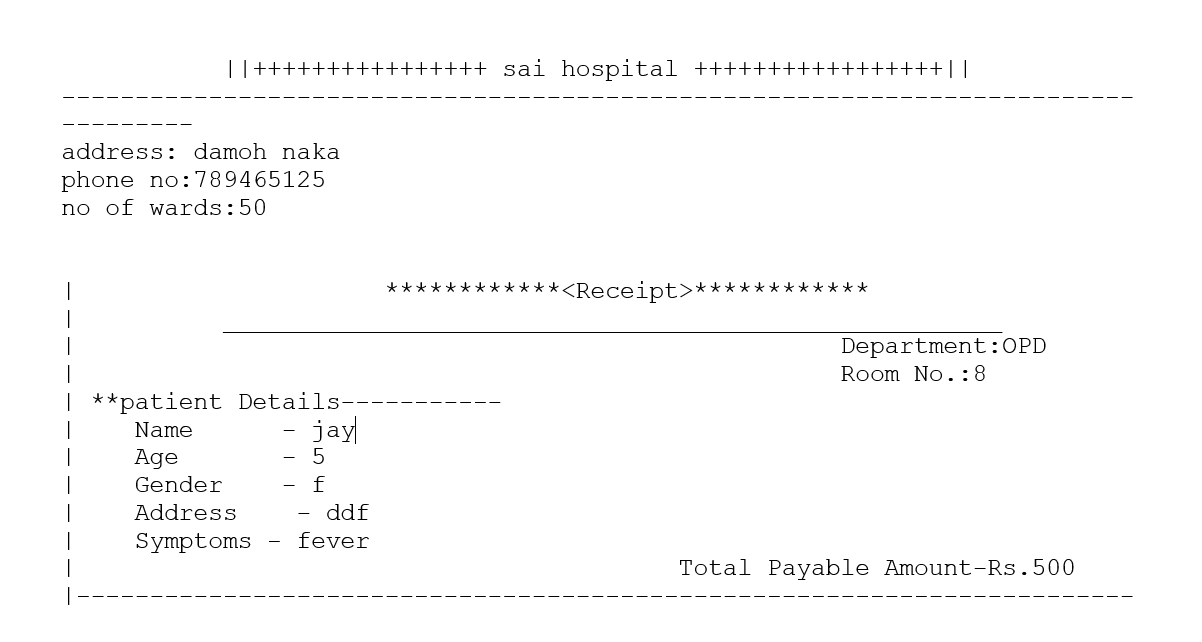 ||++++++++++++++++ sai hospital +++++++++++++++++||
-------------------------------------------------------------------------
---------
address: damoh naka
phone no:789465125
no of wards:50
| ************<Receipt>************
| _____________________________________________________
| Department:OPD
| Room No.:8
| **patient Details-----------
| Name - jay
| Age - 5
| Gender - f
| Address - ddf
| Symptoms - fever
| Total Payable Amount-Rs.500
|------------------------------------------------------------------------